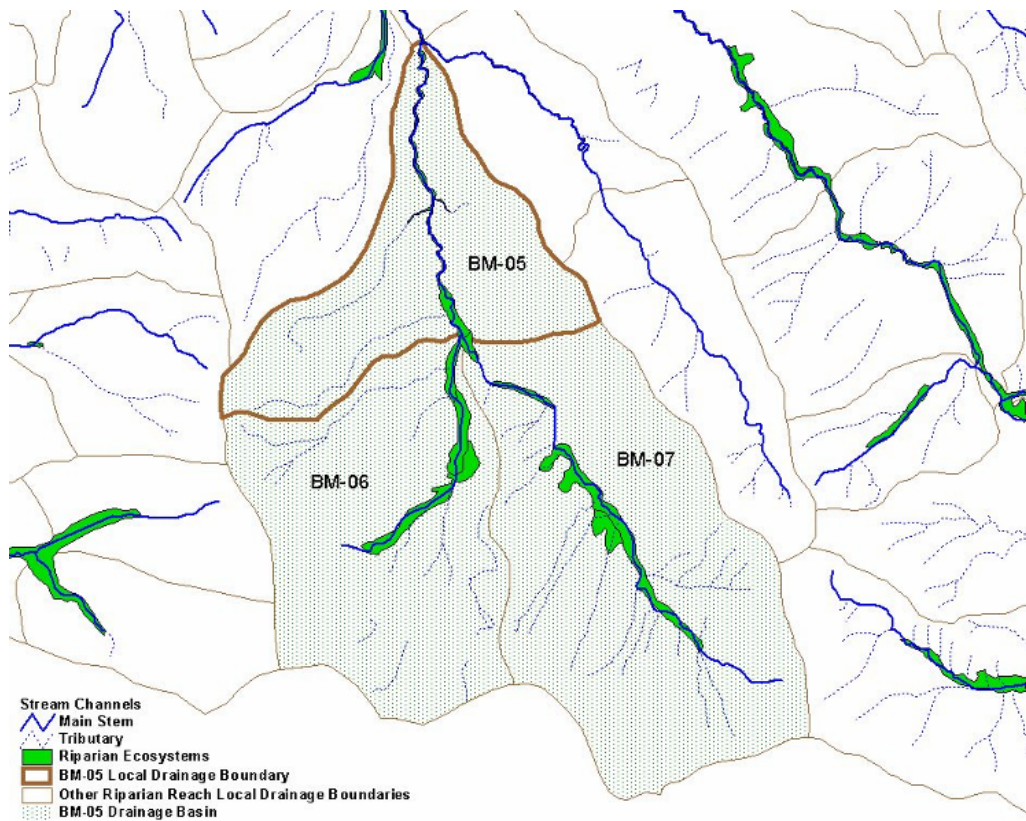 BM-05
BM-07
BM-06
Stream Channels
Main Stem
Tributary
Riparian Ecosystems
BM-05 Local Drainage Boundary
Other Riparian Reach Local Drainage Boundaries
BM-05 Drainage Basin